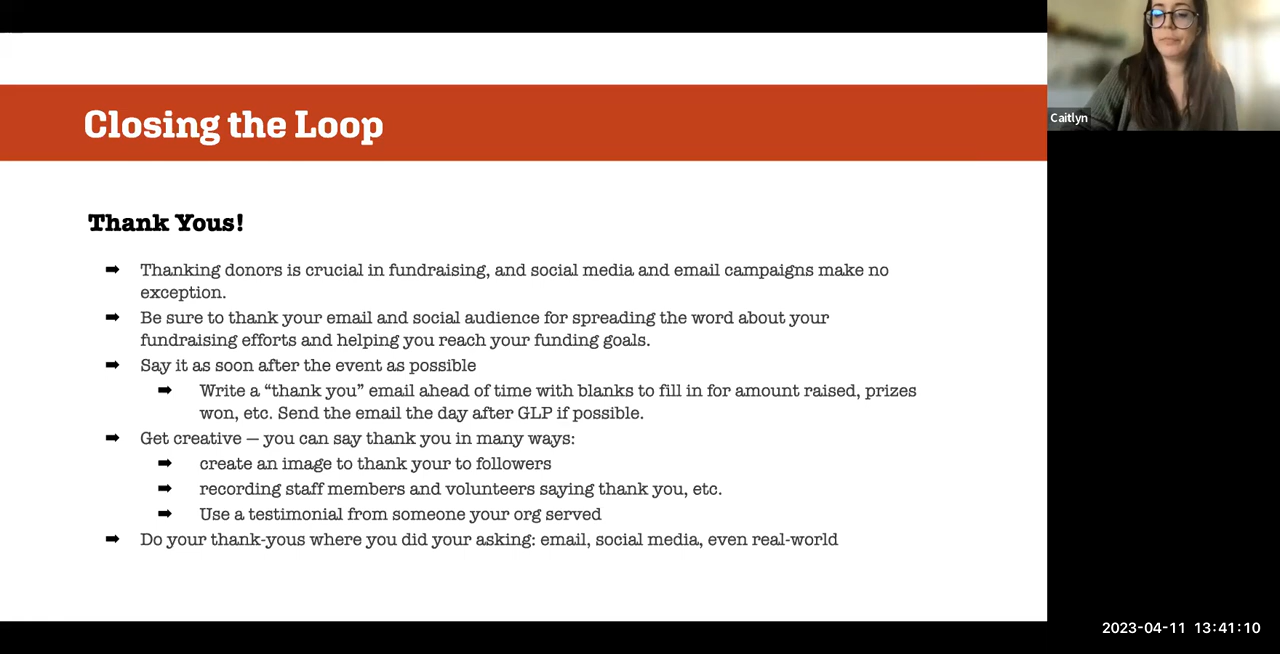 Closing the Loop
Caitlyn
Thank Yous!
➡ Thanking donors is crucial in fundraising, and social media and email campaigns make no
exception.
➡ Be sure to thank your email and social audience for spreading the word about your
fundraising efforts and helping you reach your funding goals.
➡ Say it as soon after the event as possible
➡ Write a “thank you” email ahead of time with blanks to fill in for amount raised, prizes
won, etc. Send the email the day after GLP if possible.
➡ Get creative — you can say thank you in many ways:
➡ create an image to thank your to followers
➡ recording staff members and volunteers saying thank you, etc.
➡ Use a testimonial from someone your org served
➡ Do your thank-yous where you did your asking: email, social media, even real-world
2023-04-11 13:41:10